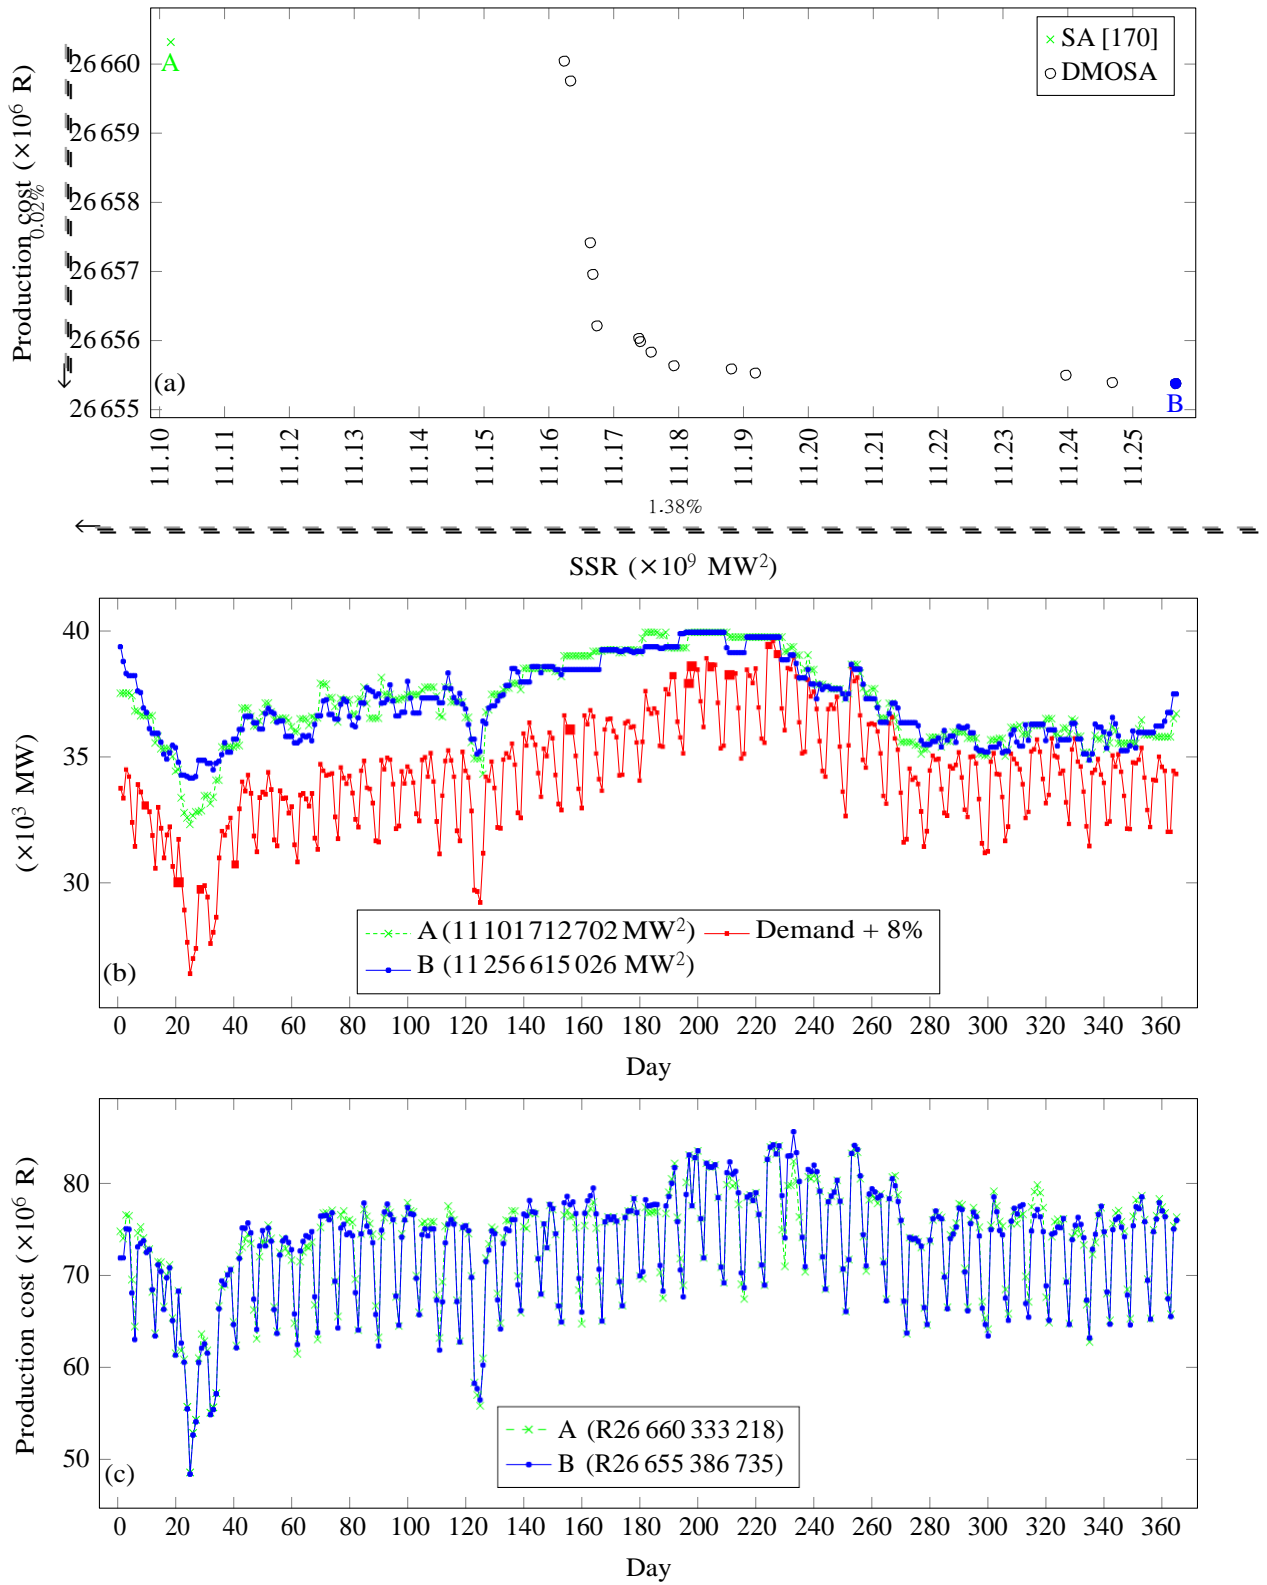 SA [170]
DMOSA
A
B
(a)
Production cost (×10⁶ R)
0.02%
26 660
26 659
26 658
26 657
26 656
26 655
11.10 11.11 11.12 11.13 11.14 11.15 11.16 11.17 11.18 11.19 11.20 11.21 11.22 11.23 11.24 11.25
1.38%
SSR (×10⁹ MW²)
(×10³ MW)
40
35
30
A (11 101 712 702 MW²) Demand + 8%
B (11 256 615 026 MW²)
(b)
0 20 40 60 80 100 120 140 160 180 200 220 240 260 280 300 320 340 360
Day
Production cost (×10⁶ R)
80
70
60
50
A (R26 660 333 218)
B (R26 655 386 735)
(c)
0 20 40 60 80 100 120 140 160 180 200 220 240 260 280 300 320 340 360
Day